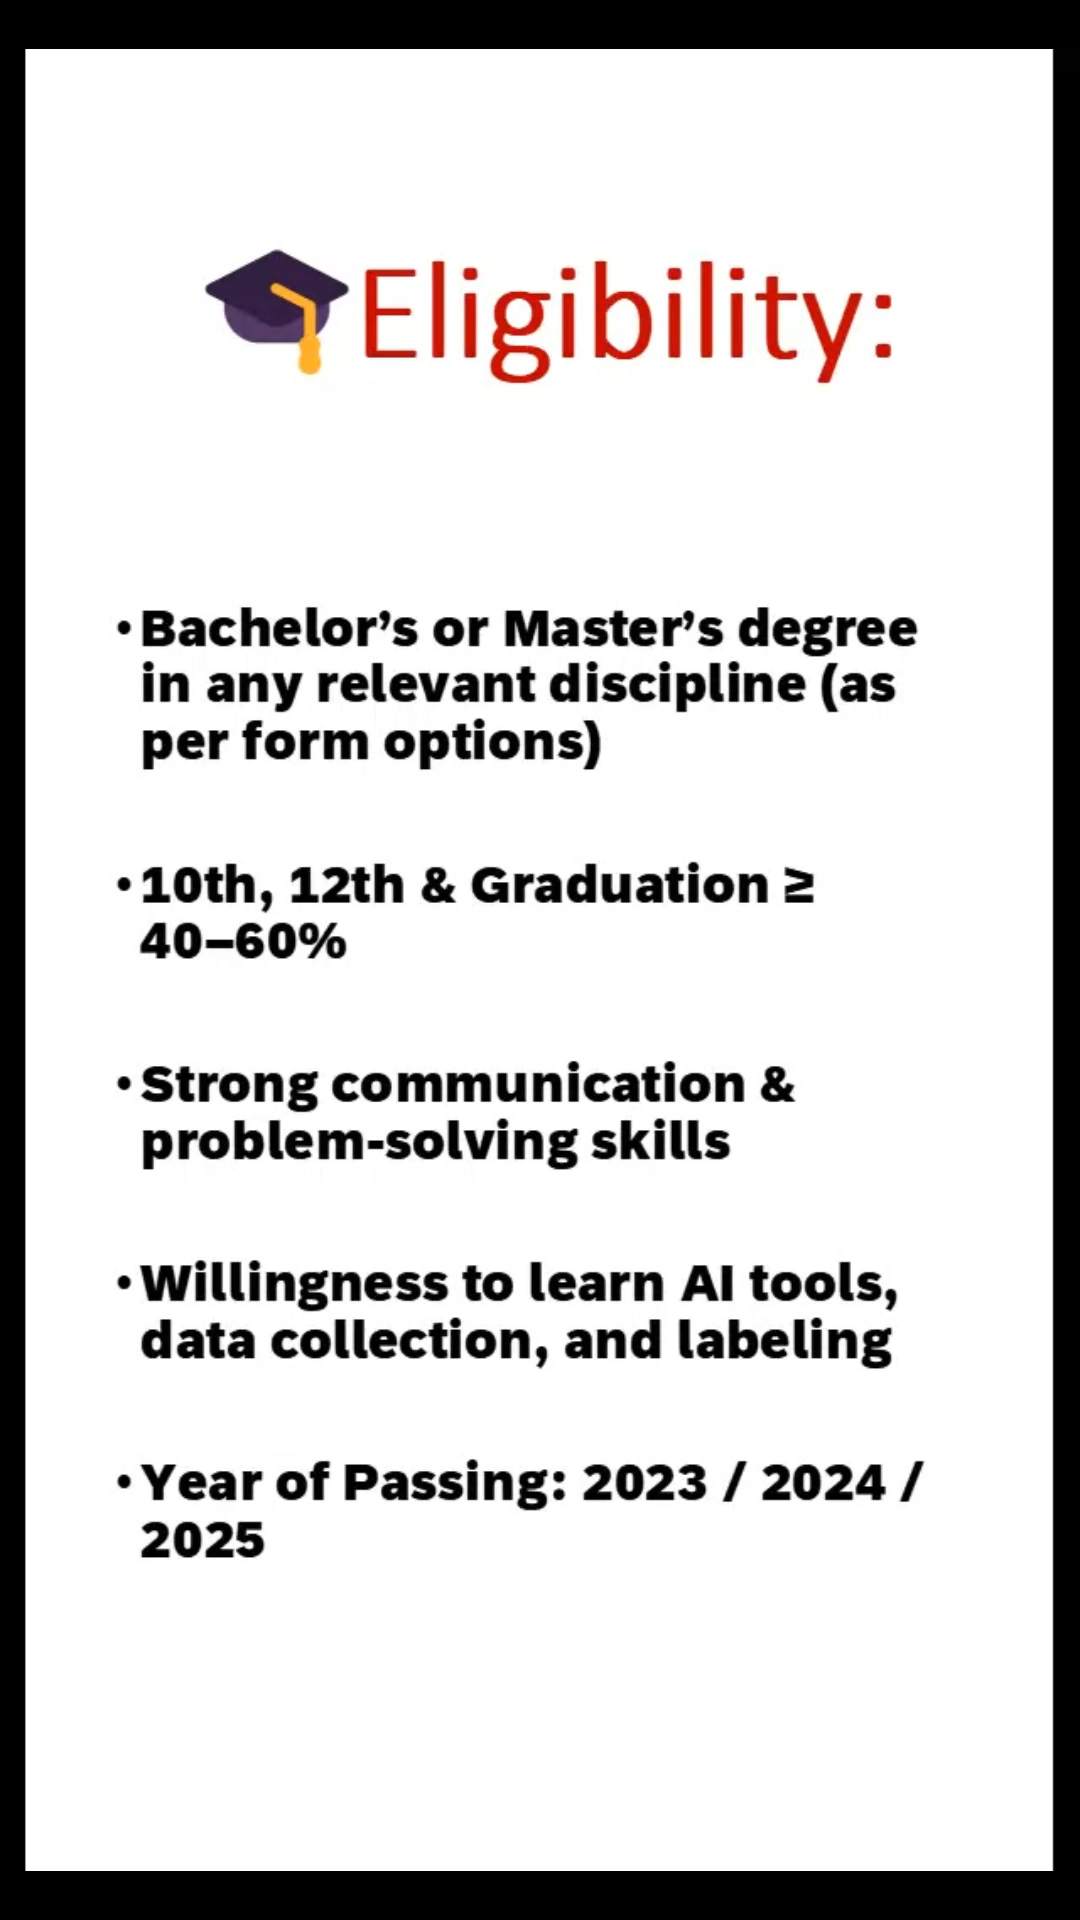 Eligibility:
• Bachelor’s or Master’s degree
in any relevant discipline (as
per form options)
• 10th, 12th & Graduation ≥
40–60%
• Strong communication &
problem-solving skills
• Willingness to learn AI tools,
data collection, and labeling
• Year of Passing: 2023 / 2024 /
2025